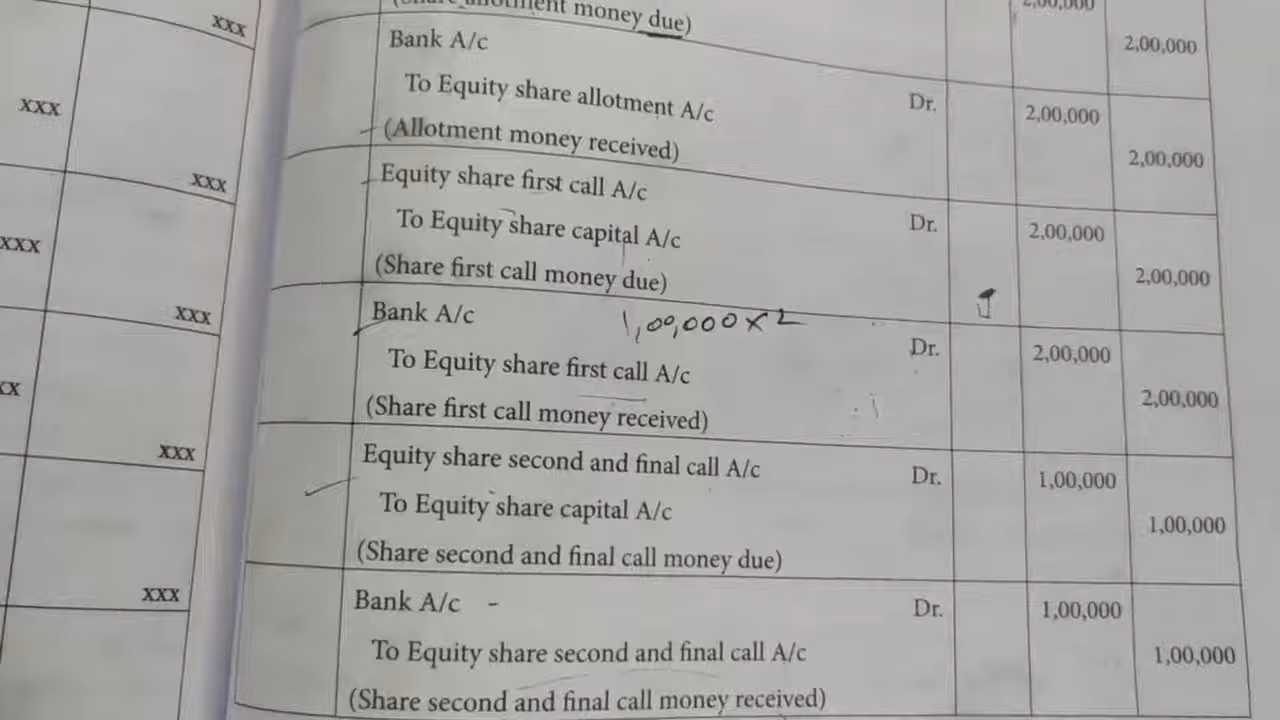 xxx
xxx
xxx
xxx
xxx
xxx
xxx
(Share allotment money due)
2,00,000
2,00,000
Bank A/c Dr. 2,00,000
To Equity share allotment A/c 2,00,000
(Allotment money received)
Equity share first call A/c Dr. 2,00,000
To Equity share capital A/c 2,00,000
(Share first call money due)
Bank A/c 1,00,000 x 2 Dr. 2,00,000
To Equity share first call A/c 2,00,000
(Share first call money received)
Equity share second and final call A/c Dr. 1,00,000
To Equity share capital A/c 1,00,000
(Share second and final call money due)
Bank A/c - Dr. 1,00,000
To Equity share second and final call A/c 1,00,000
(Share second and final call money received)